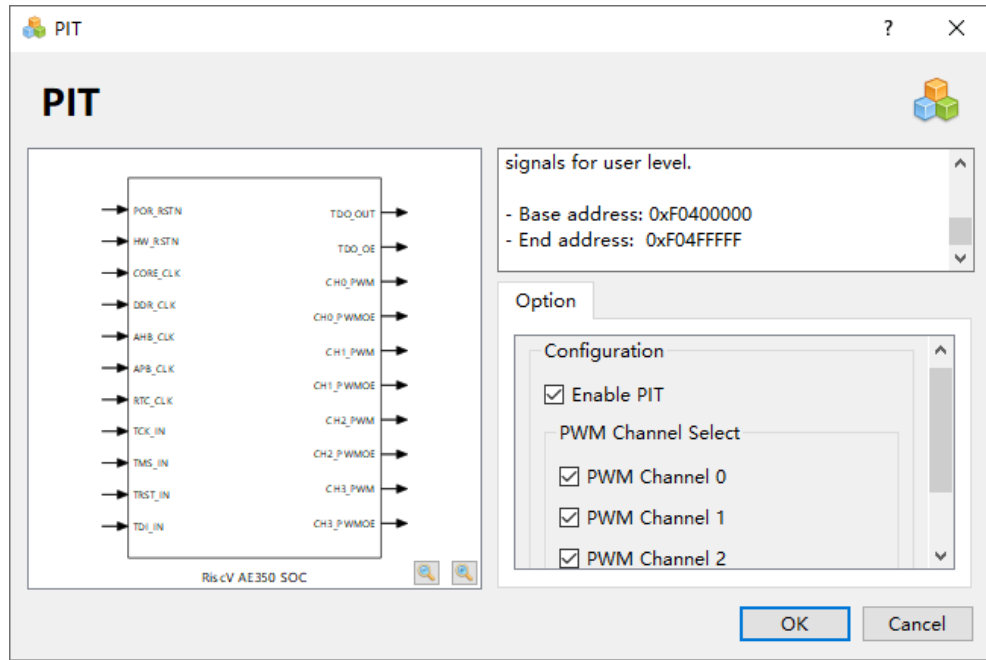 PIT
?
PIT
POR_RSTN
HW_RSTN
CORE_CLK
DDR_CLK
AHB_CLK
APB_CLK
RTC_CLK
TCK_IN
TMS_IN
TRST_IN
TDI_IN
TDO_OUT
TDO_OE
CH0_PWM
CH0_PWMOE
CH1_PWM
CH1_PWMOE
CH2_PWM
CH2_PWMOE
CH3_PWM
CH3_PWMOE
RiscV AE350 SOC
signals for user level.
- Base address: 0xF0400000
- End address: 0xF04FFFFF
Option
Configuration
Enable PIT
PWM Channel Select
PWM Channel 0
PWM Channel 1
PWM Channel 2
OK
Cancel